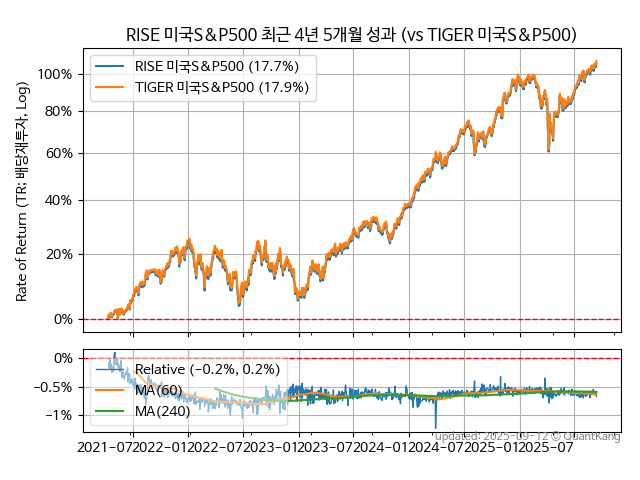 RISE 미국S&P500 최근 4년 5개월 성과 (vs TIGER 미국S&P500)
Rate of Return (TR: 배당재투자, Log)
100%
80%
60%
40%
20%
0%
RISE 미국S&P500 (17.7%)
TIGER 미국S&P500 (17.9%)
0%
−0.5%
−1%
Relative (−0.2%, 0.2%)
MA(60)
MA(240)
2021-07
2022-01
2022-07
2023-01
2023-07
2024-01
2024-07
2025-01
2025-07
updated: 2025-09-12 © QuantKang